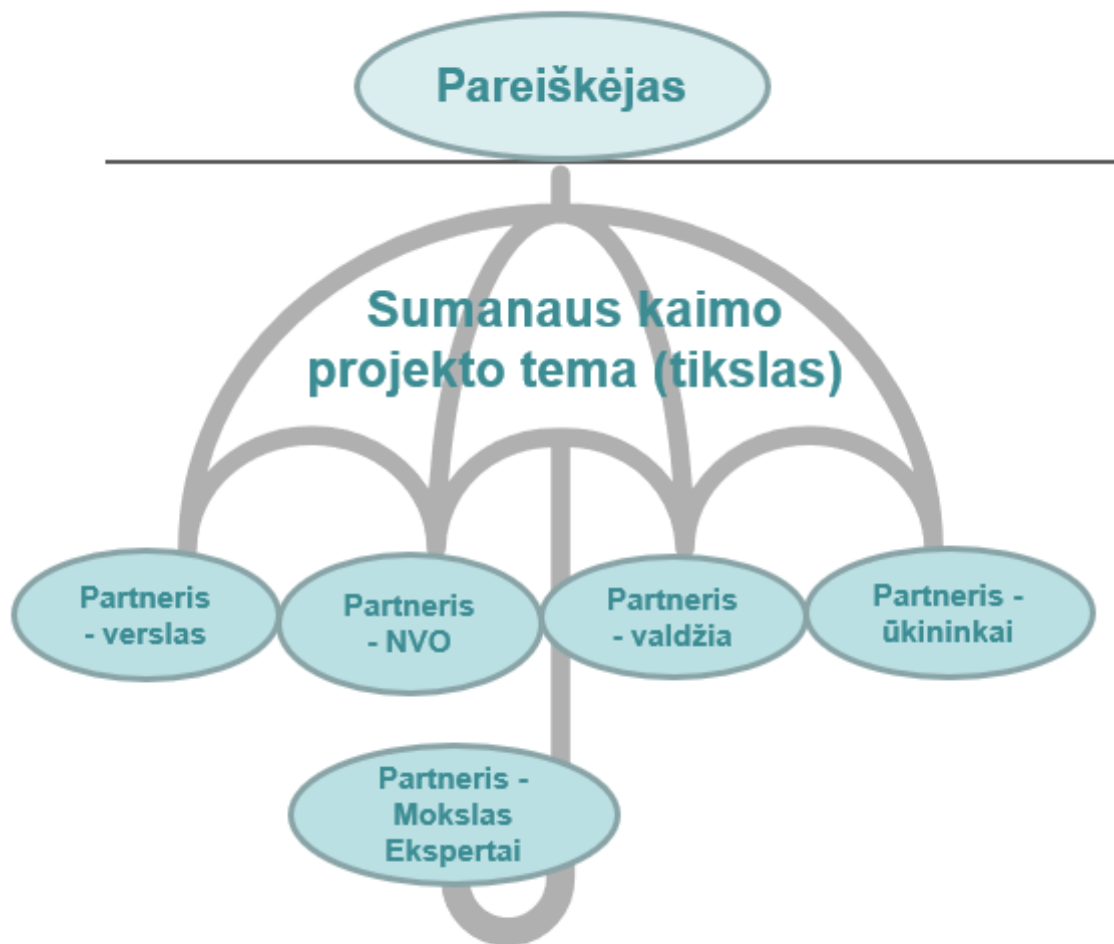 Pareiškėjas
Sumanaus kaimo
projekto tema (tikslas)
Partneris
- verslas
Partneris
- NVO
Partneris
- valdžia
Partneris -
ūkininkai
Partneris -
Mokslas
Ekspertai